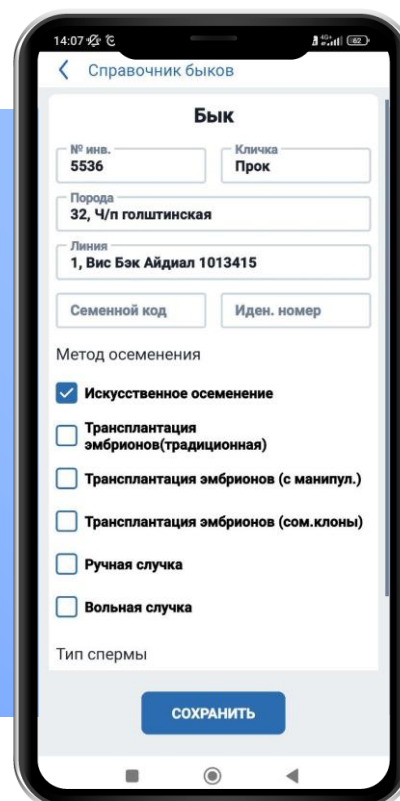 14:07
4G+
62
Справочник быков
Бык
№ инв.
Кличка
5536
Прок
Порода
32, Ч/п голштинская
Линия
1, Вис Бэк Айдиал 1013415
Семенной код
Иден. номер
Метод осеменения
Искусственное осеменение
Трансплантация
эмбрионов(традиционная)
Трансплантация эмбрионов (с манипул.)
Трансплантация эмбрионов (сом.клоны)
Ручная случка
Вольная случка
Тип спермы
СОХРАНИТЬ